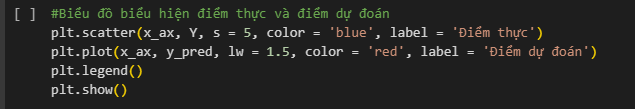 [ ] #Biểu đồ biểu hiện điểm thực và điểm dự đoán
plt.scatter(x_ax, Y, s = 5, color = 'blue', label = 'Điểm thực')
plt.plot(x_ax, y_pred, lw = 1.5, color = 'red', label = 'Điểm dự đoán')
plt.legend()
plt.show()